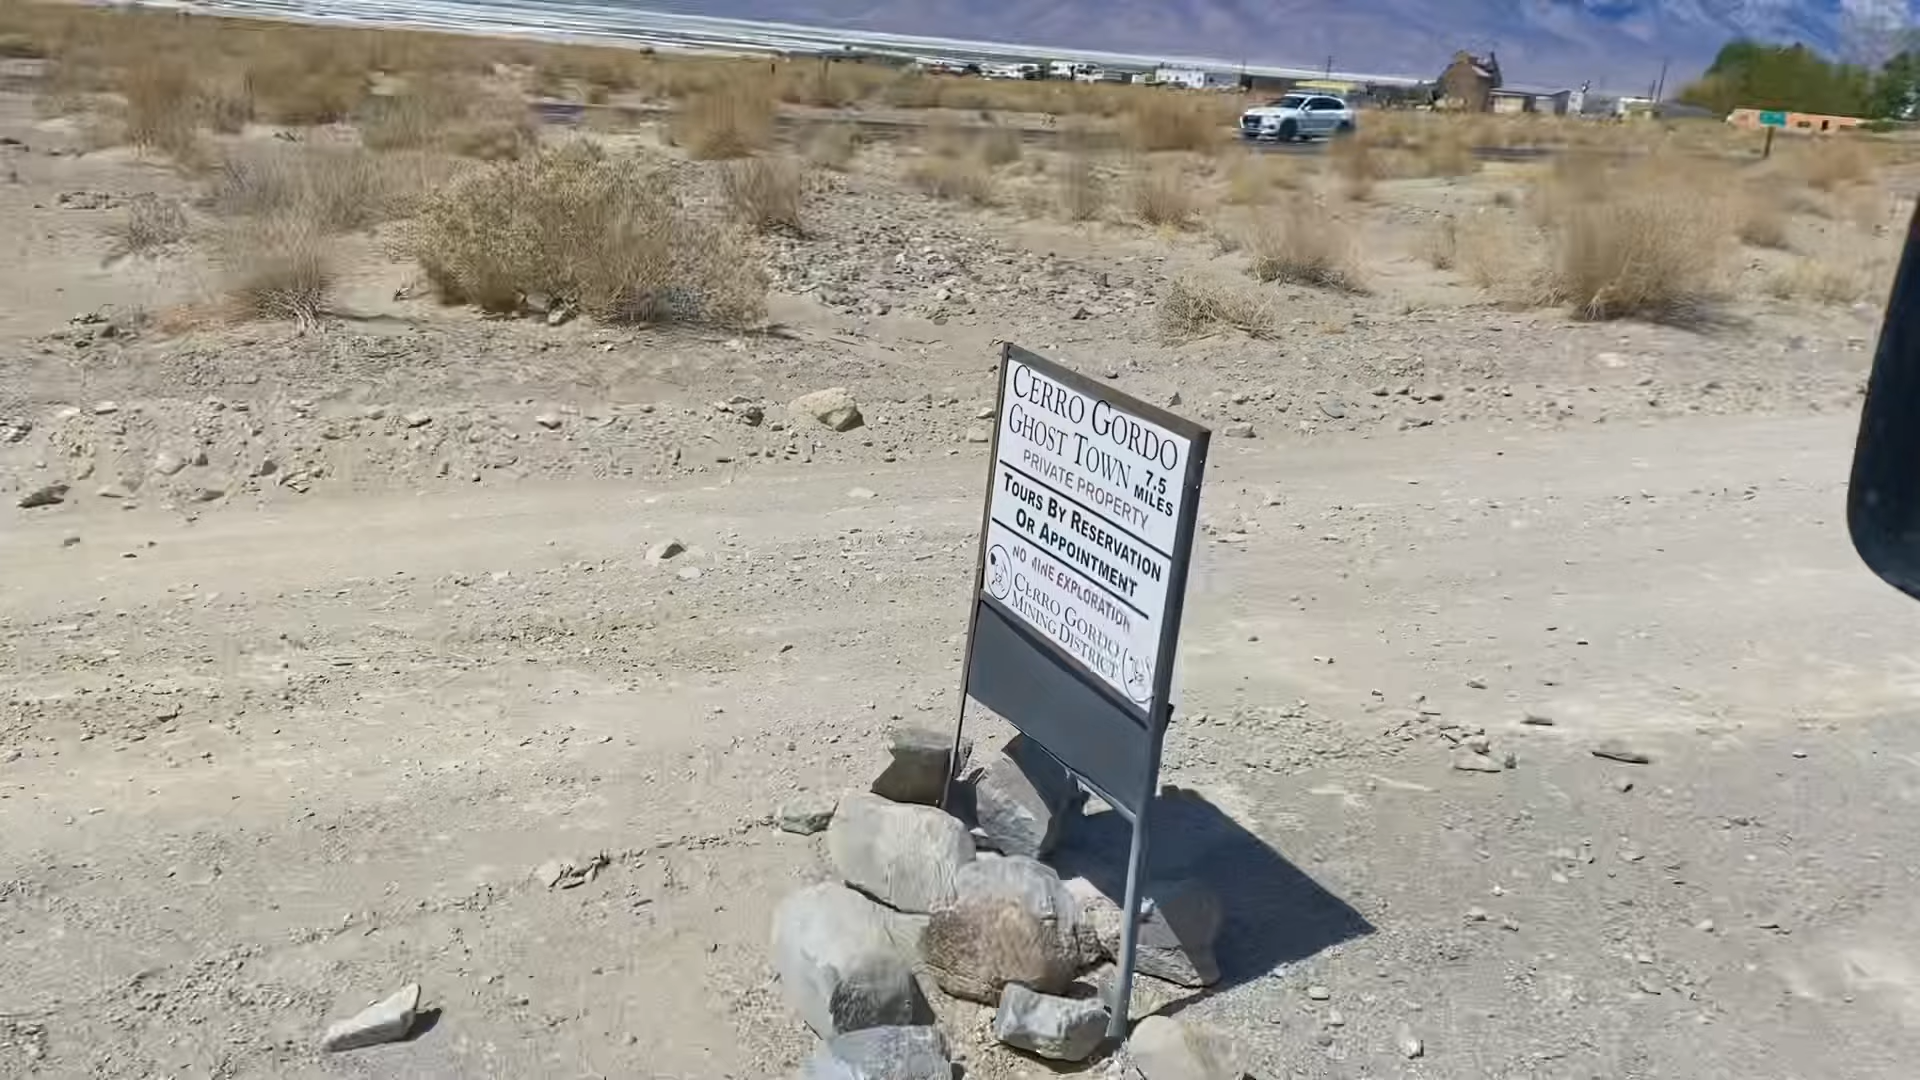 CERRO GORDO
GHOST TOWN 7.5 MILES
PRIVATE PROPERTY
TOURS BY RESERVATION
OR APPOINTMENT
NO MINE EXPLORATION
CERRO GORDO
MINING DISTRICT